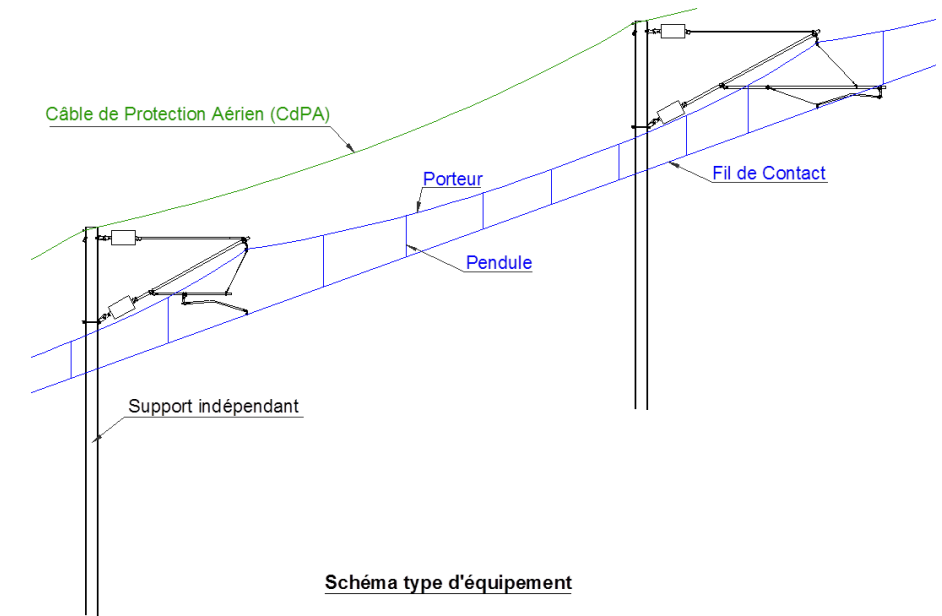 Câble de Protection Aérien (CdPA)
Porteur
Fil de Contact
Pendule
Support indépendant
Schéma type d'équipement